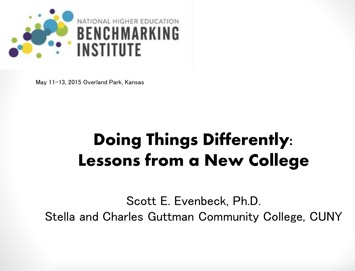 NATIONAL HIGHER EDUCATION
BENCHMARKING
INSTITUTE
May 11-13, 2015 Overland Park, Kansas
Doing Things Differently:
Lessons from a New College
Scott E. Evenbeck, Ph.D.
Stella and Charles Guttman Community College, CUNY